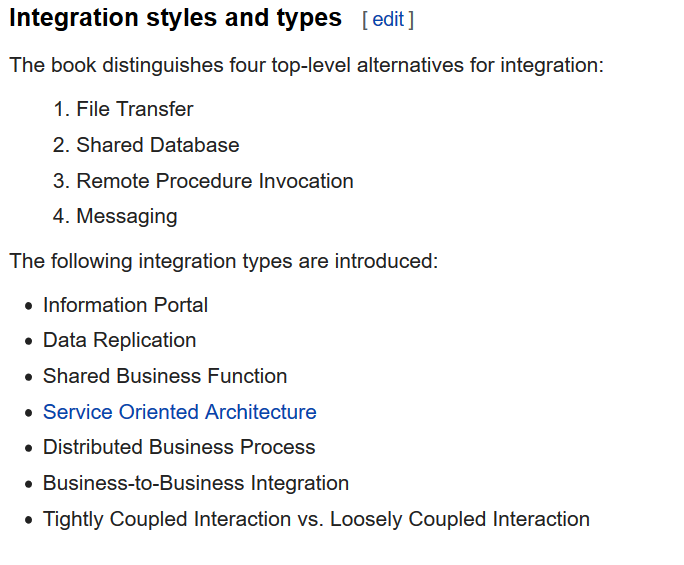 Integration styles and types [ edit ]
The book distinguishes four top-level alternatives for integration:
1. File Transfer
2. Shared Database
3. Remote Procedure Invocation
4. Messaging
The following integration types are introduced:
• Information Portal
• Data Replication
• Shared Business Function
• Service Oriented Architecture
• Distributed Business Process
• Business-to-Business Integration
• Tightly Coupled Interaction vs. Loosely Coupled Interaction